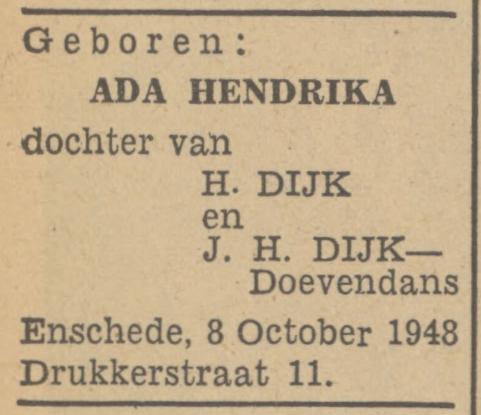 Geboren:
ADA HENDRIKA
dochter van
H. DIJK
en
J. H. DIJK—
Doevendans
Enschede, 8 October 1948
Drukkerstraat 11.